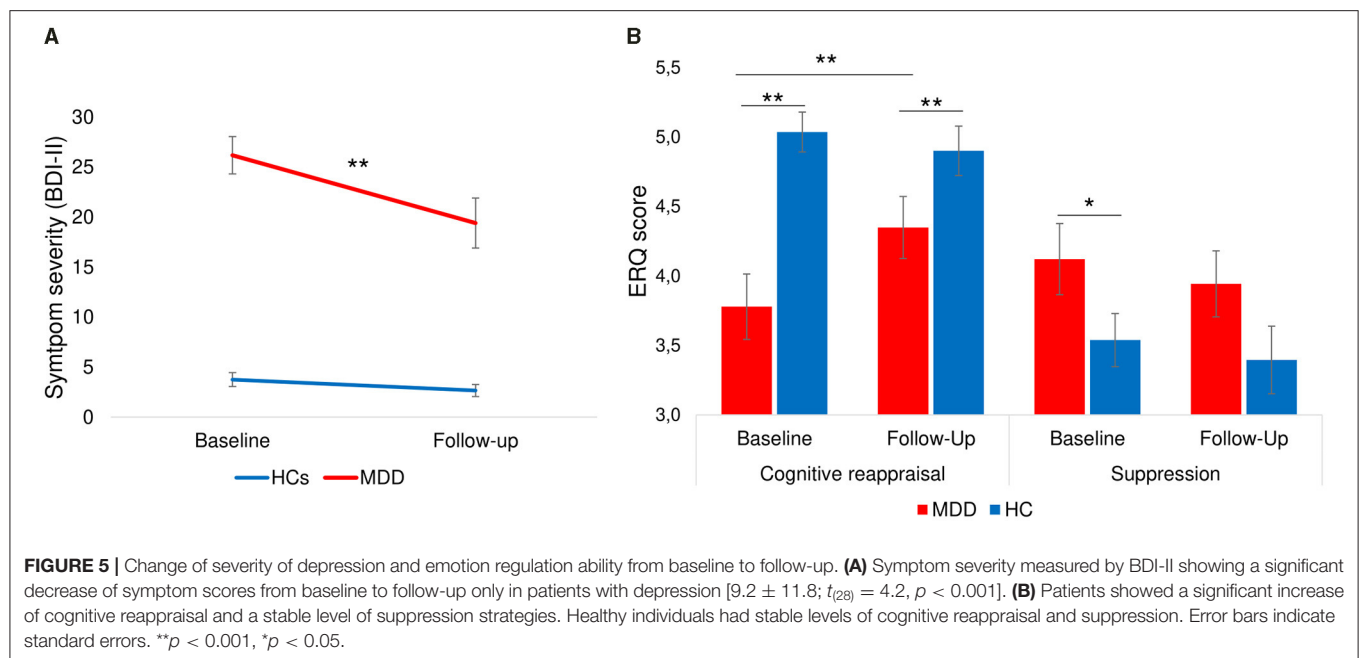 A
Symtpom severity (BDI-II)
30
25
20
15
10
5
0
**
Baseline Follow-up
HCs MDD
B
ERQ score
5,5
5,0
4,5
4,0
3,5
3,0
**
** **
*
Baseline Follow-Up Baseline Follow-Up
Cognitive reappraisal Suppression
MDD HC
FIGURE 5 | Change of severity of depression and emotion regulation ability from baseline to follow-up. (A) Symptom severity measured by BDI-II showing a significant
decrease of symptom scores from baseline to follow-up only in patients with depression [9.2 ± 11.8; t(28) = 4.2, p < 0.001]. (B) Patients showed a significant increase
of cognitive reappraisal and a stable level of suppression strategies. Healthy individuals had stable levels of cognitive reappraisal and suppression. Error bars indicate
standard errors. **p < 0.001, *p < 0.05.